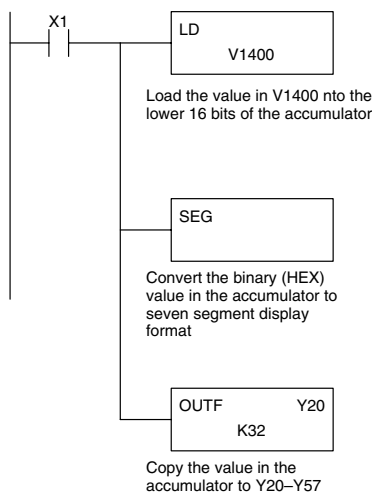 X1
LD
V1400
Load the value in V1400 nto the
lower 16 bits of the accumulator
SEG
Convert the binary (HEX)
value in the accumulator to
seven segment display
format
OUTF Y20
K32
Copy the value in the
accumulator to Y20–Y57